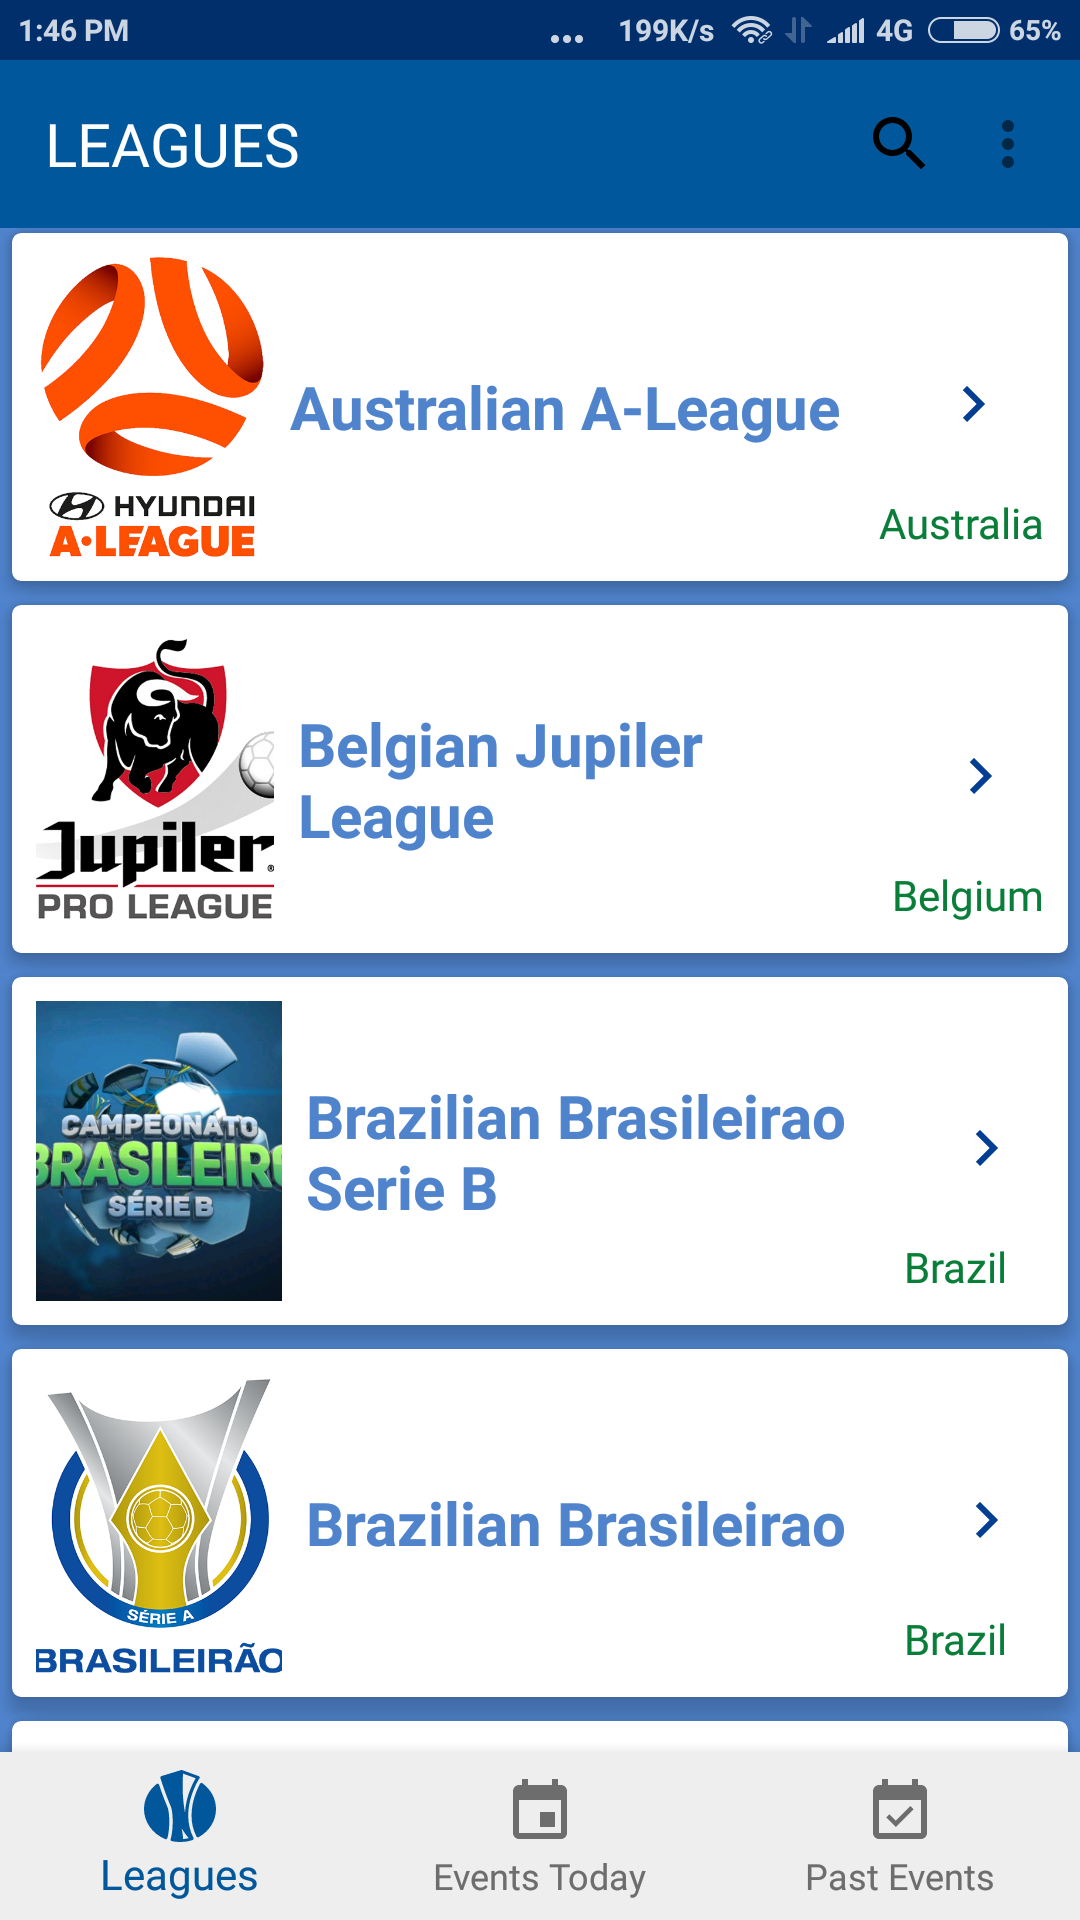 1:46 PM
... 199K/s 4G 65%
LEAGUES
Australian A-League
HYUNDAI
A•LEAGUE
Australia
Belgian Jupiler
League
Jupiler®
PRO LEAGUE
Belgium
CAMPEONATO
BRASILEIRO
SÉRIE B
Brazilian Brasileirao
Serie B
Brazil
SÉRIE A
BRASILEIRÃO
Brazilian Brasileirao
Brazil
Leagues
Events Today
Past Events